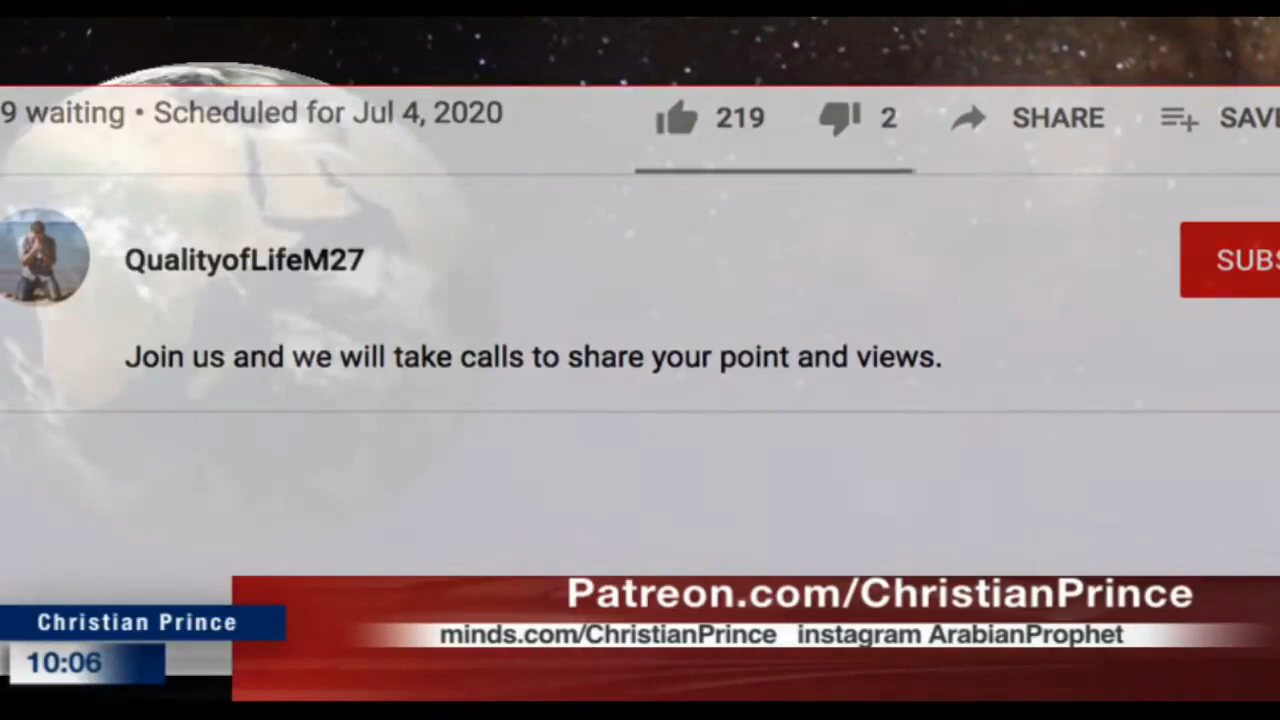 9 waiting • Scheduled for Jul 4, 2020
219 2 SHARE
QualityofLifeM27
Join us and we will take calls to share your point and views.
Patreon.com/ChristianPrince
minds.com/ChristianPrince instagram ArabianProphet
Christian Prince
10:06